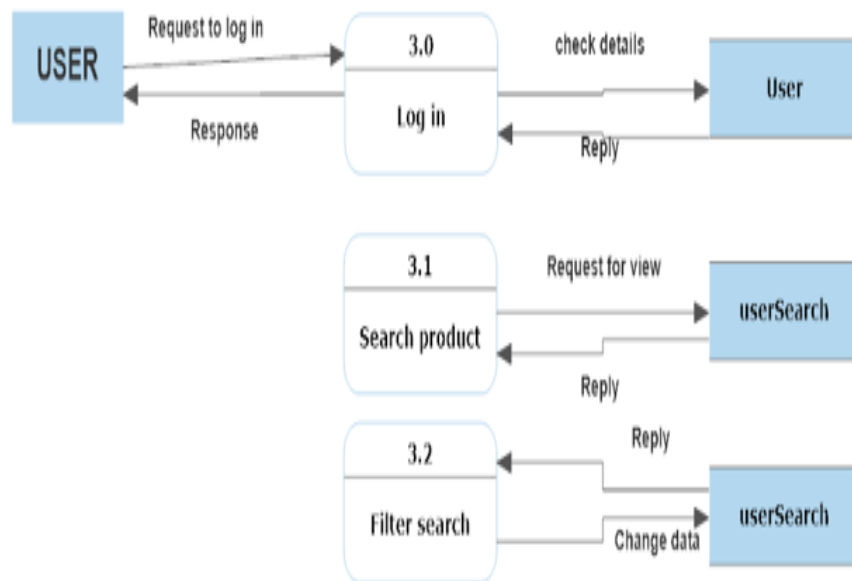 Request to log in
USER
3.0
check details
Log in
User
Response
Reply
3.1
Request for view
Search product
userSearch
Reply
3.2
Reply
Filter search
userSearch
Change data